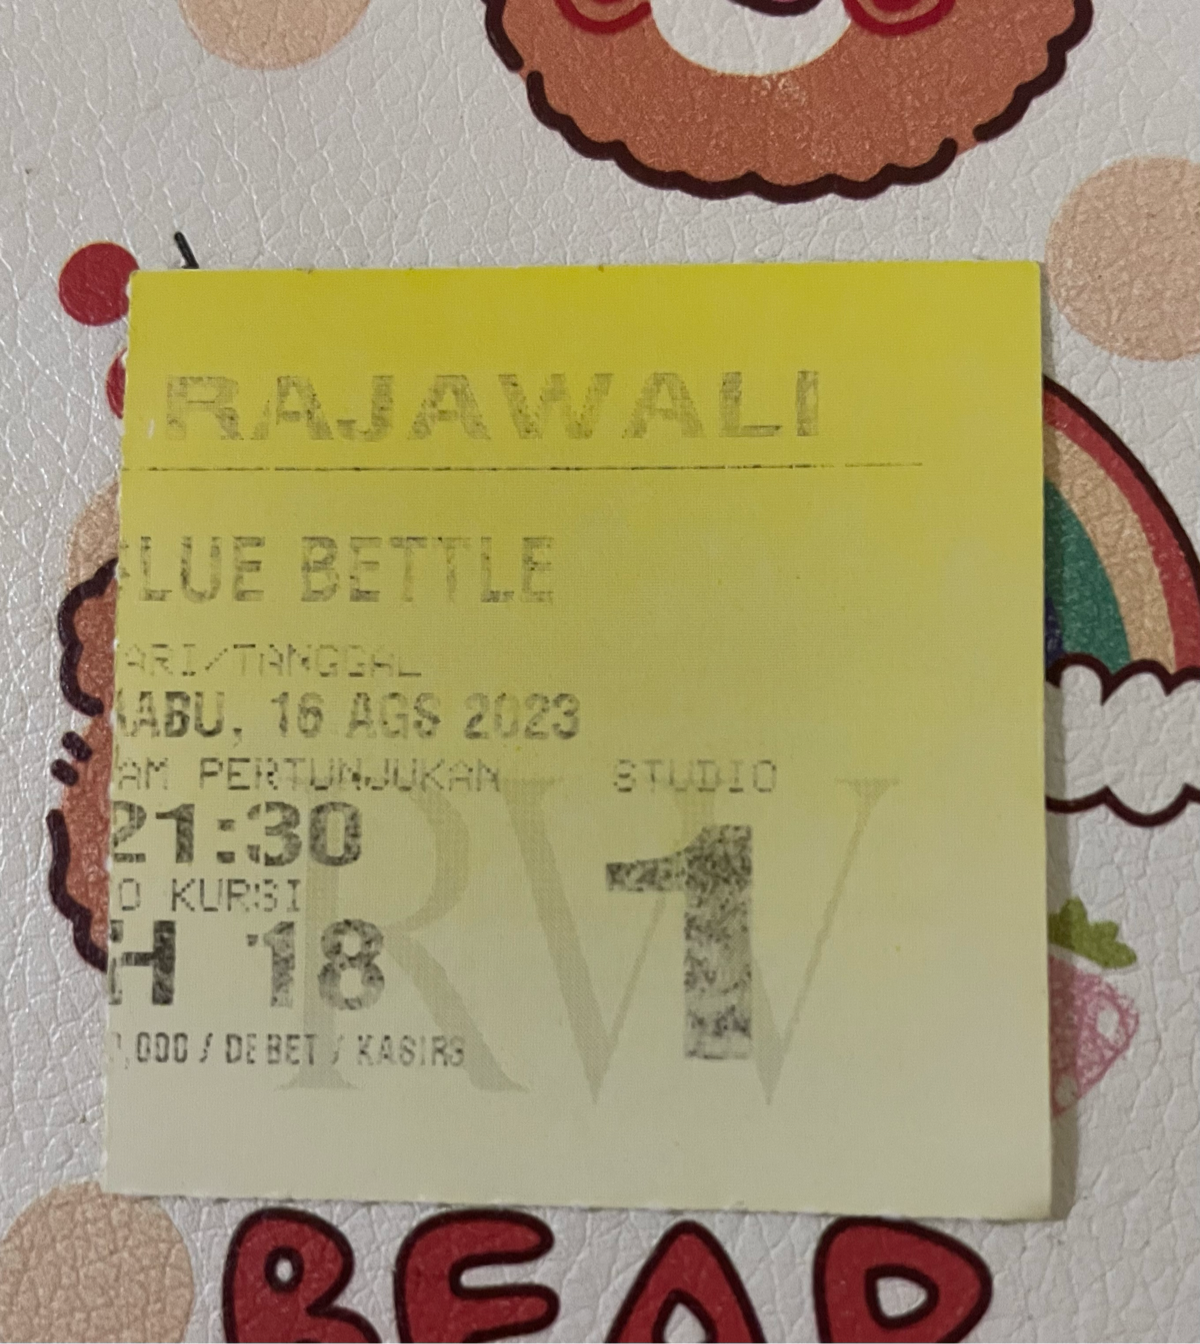 RAJAWALI
LUE BETTLE
ARI/TANGGAL
ABU, 16 AGS 2023
AM PERTUNJUKAN
STUDIO
21:30
1
O KURSI
H 18
,000 / DEBET / KASIR3
RW
BEAR